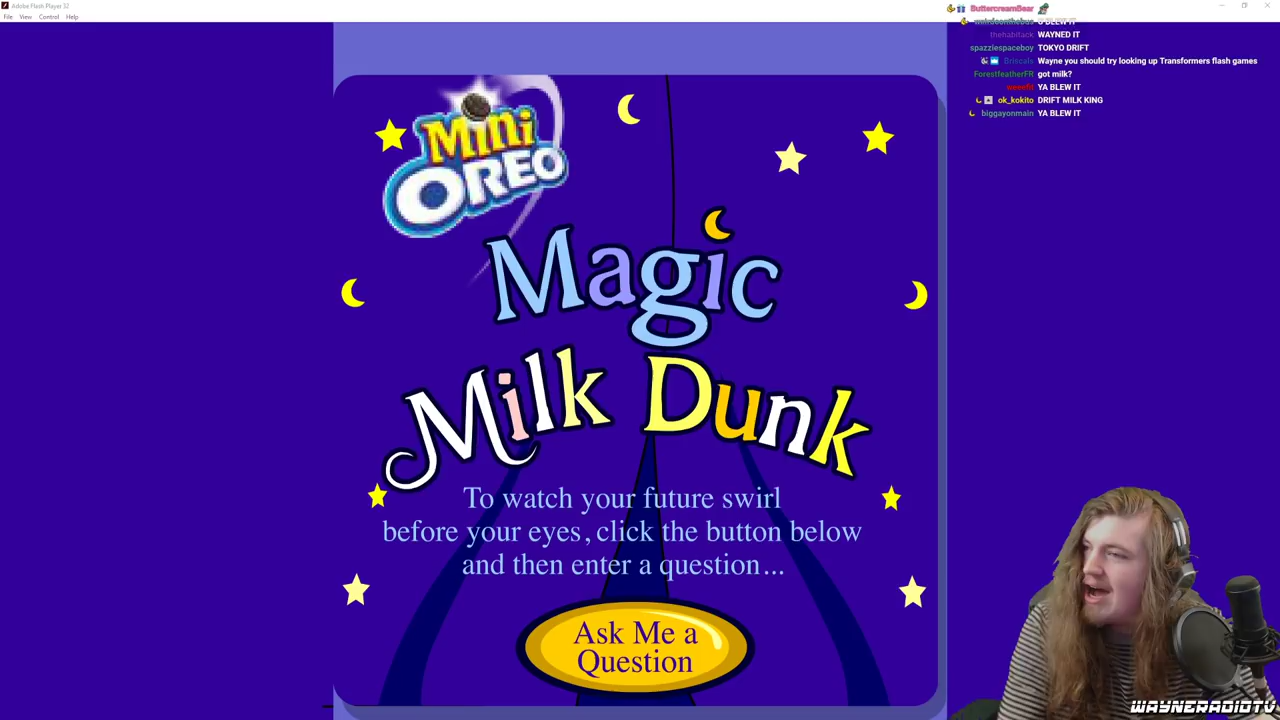 Adobe Flash Player 32
File View Control Help
ButtercreamBear
U BLEW IT
thehabitack WAYNED IT
spazziespaceboy TOKYO DRIFT
Briscals Wayne you should try looking up Transformers flash games
ForestfeatherFR got milk?
YA BLEW IT
ok_kokito DRIFT MILK KING
biggayonmain YA BLEW IT
Mini
OREO
Magic
Milk Dunk
To watch your future swirl
before your eyes, click the button below
and then enter a question...
Ask Me a
Question
WAYNERADIOTV